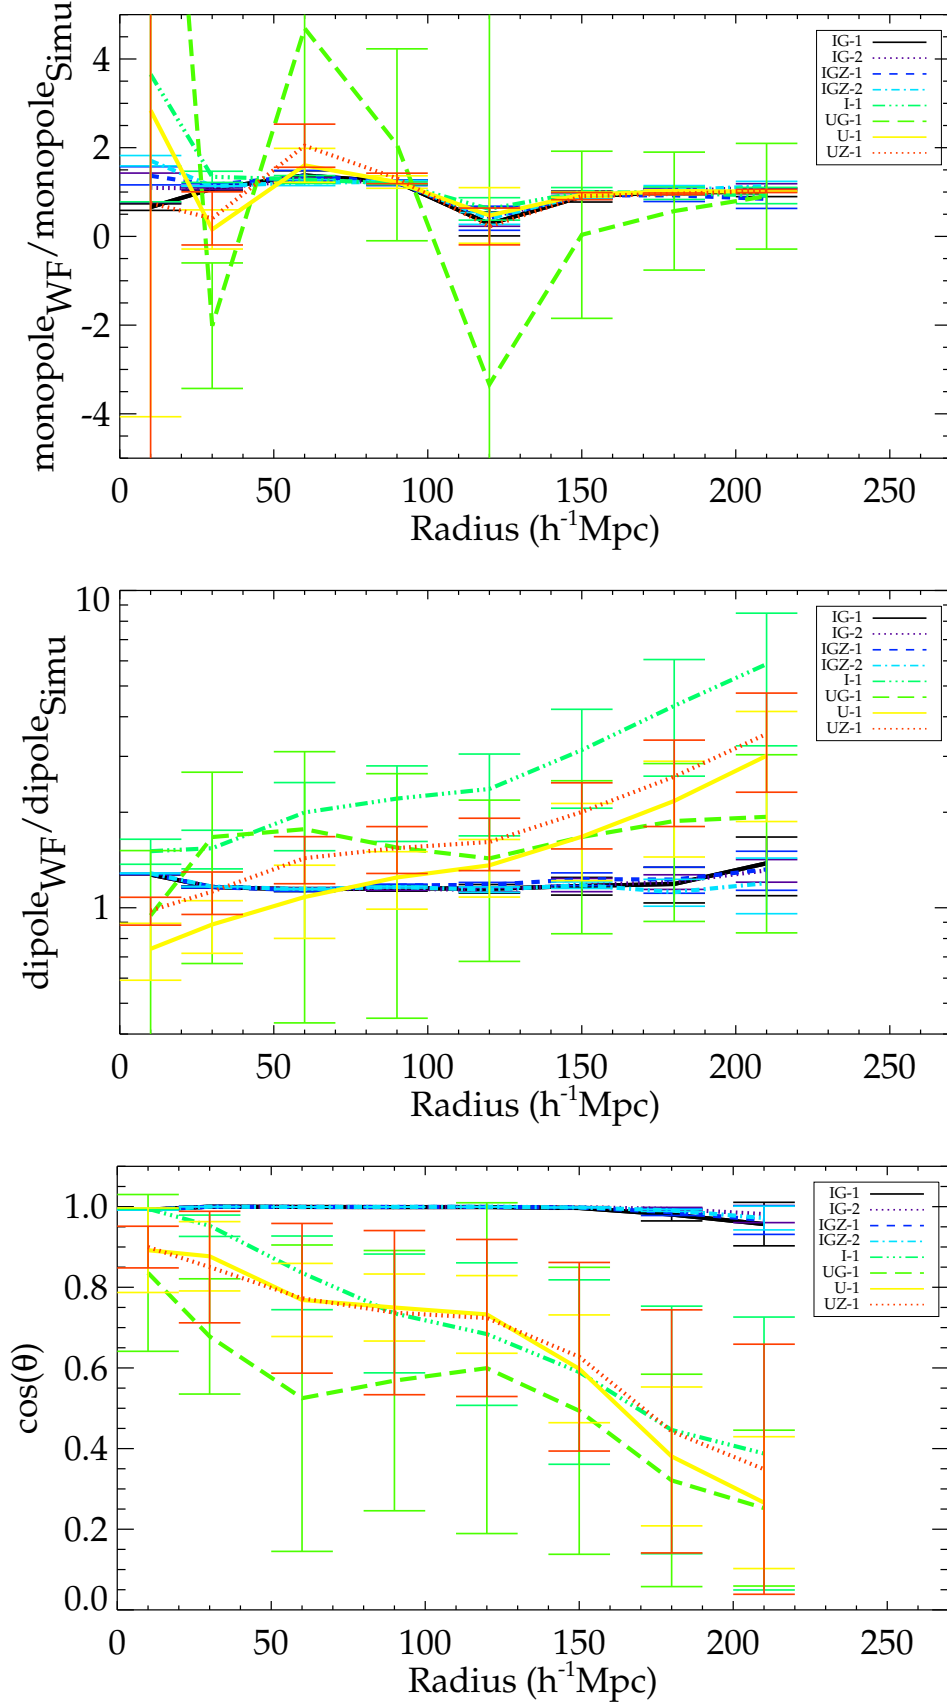 monopoleWF/monopoleSimu
4
2
0
-2
-4
IG-1
IG-2
IGZ-1
IGZ-2
I-1
UG-1
U-1
UZ-1
0 50 100 150 200 250
Radius (h-1Mpc)
dipoleWF/dipoleSimu
10
1
IG-1
IG-2
IGZ-1
IGZ-2
I-1
UG-1
U-1
UZ-1
0 50 100 150 200 250
Radius (h-1Mpc)
cos(θ)
1.0
0.8
0.6
0.4
0.2
0.0
IG-1
IG-2
IGZ-1
IGZ-2
I-1
UG-1
U-1
UZ-1
0 50 100 150 200 250
Radius (h-1Mpc)